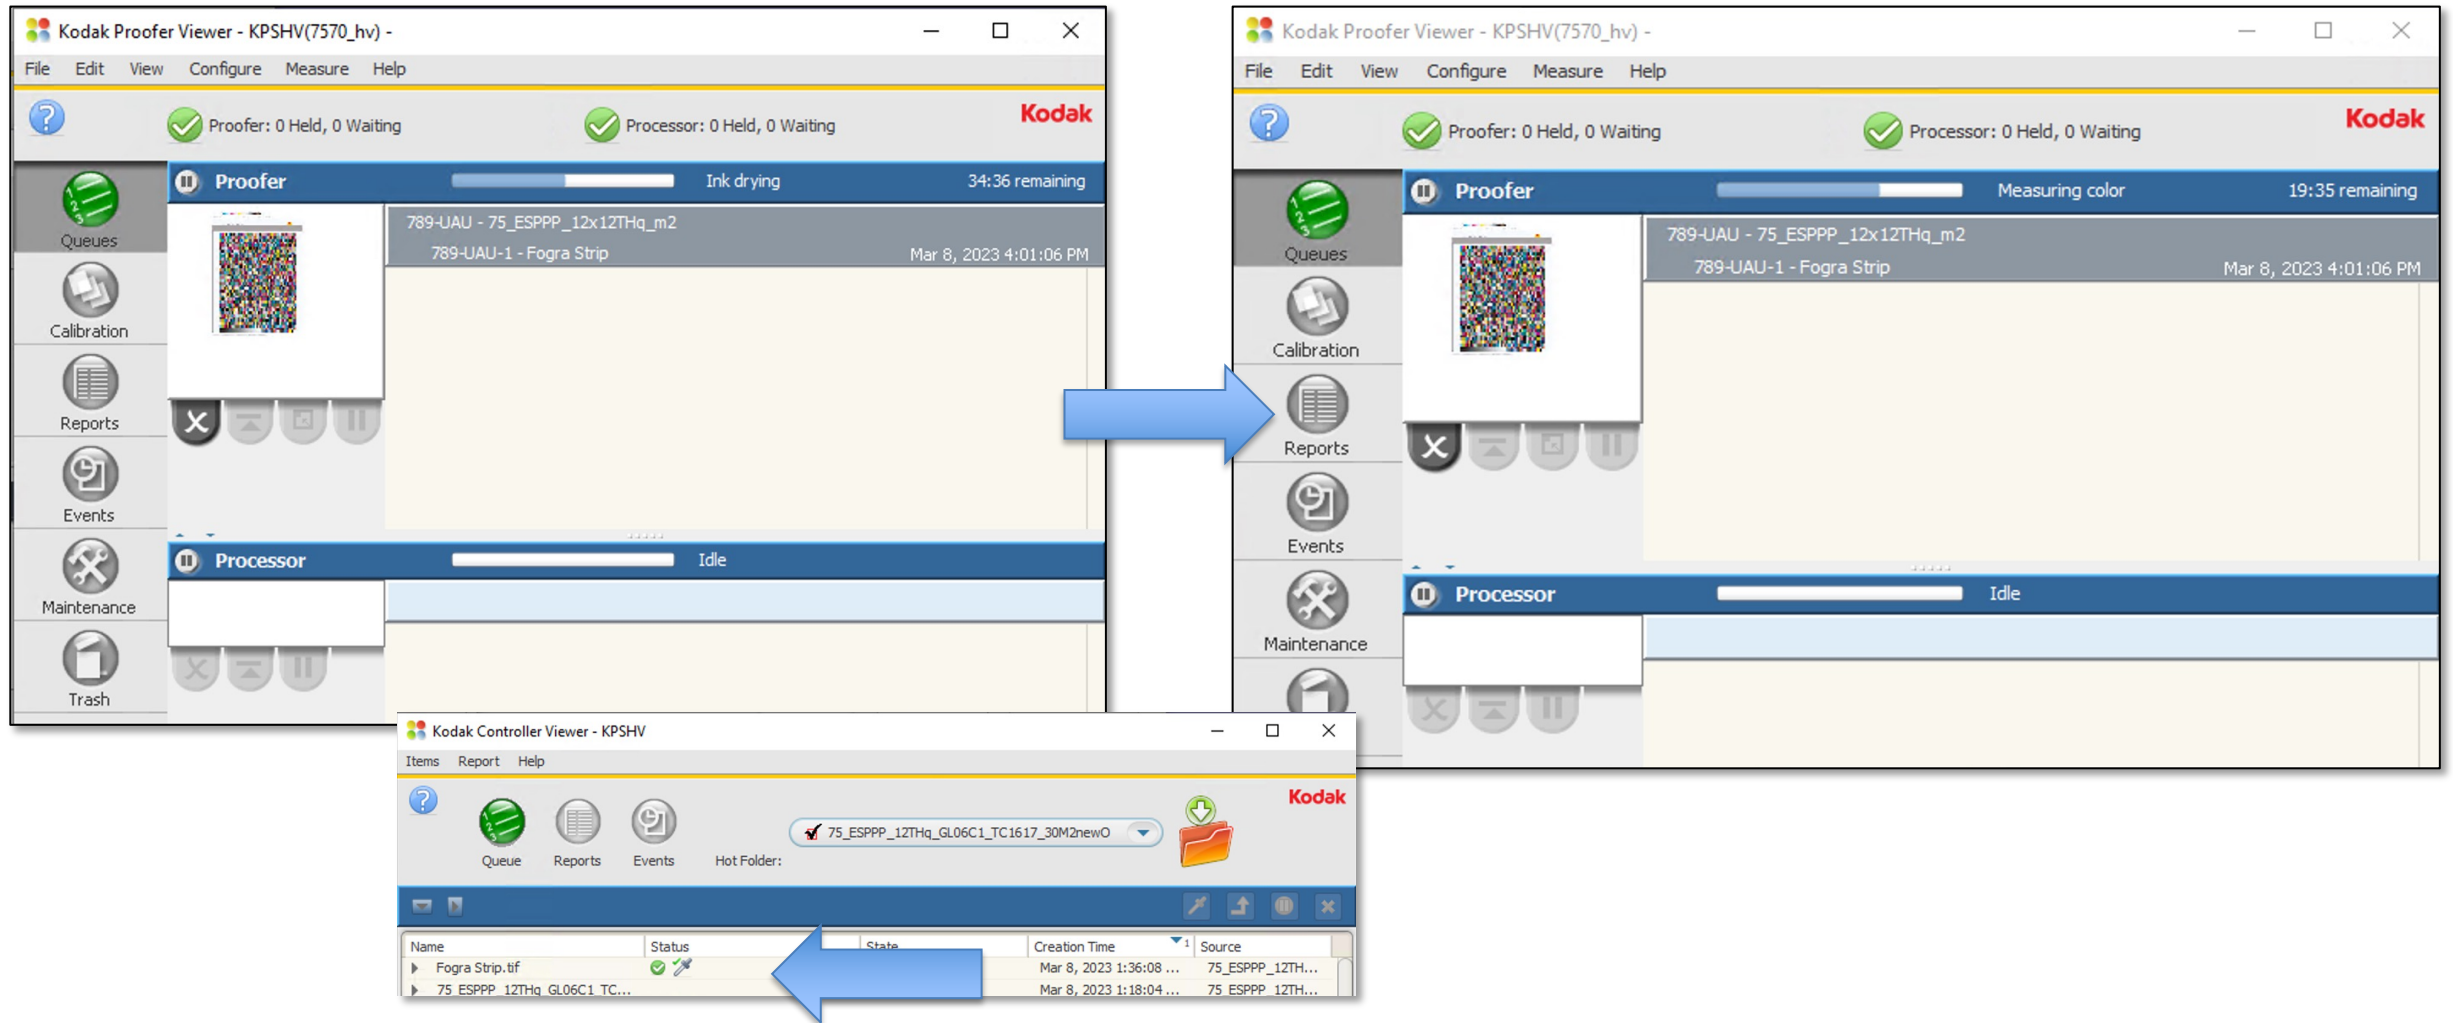 Kodak Proofer Viewer - KPSHV(7570_hv) -
File Edit View Configure Measure Help
Proofer: 0 Held, 0 Waiting
Processor: 0 Held, 0 Waiting
Kodak
Queues
Calibration
Reports
Events
Maintenance
Trash
Proofer
Ink drying
34:36 remaining
789-UAU - 75_ESPPP_12x12THq_m2
789-UAU-1 - Fogra Strip
Mar 8, 2023 4:01:06 PM
Processor
Idle
Kodak Proofer Viewer - KPSHV(7570_hv) -
File Edit View Configure Measure Help
Proofer: 0 Held, 0 Waiting
Processor: 0 Held, 0 Waiting
Kodak
Queues
Calibration
Reports
Events
Maintenance
Proofer
Measuring color
19:35 remaining
789-UAU - 75_ESPPP_12x12THq_m2
789-UAU-1 - Fogra Strip
Mar 8, 2023 4:01:06 PM
Processor
Idle
Kodak Controller Viewer - KPSHV
Items Report Help
Kodak
Queue
Reports
Events
Hot Folder:
75_ESPPP_12THq_GL06C1_TC1617_30M2newO
Name Status State Creation Time 1 Source
Fogra Strip.tif Mar 8, 2023 1:36:08 ... 75_ESPPP_12TH...
75_ESPPP_12THq_GL06C1_TC... Mar 8, 2023 1:18:04 ... 75_ESPPP_12TH...